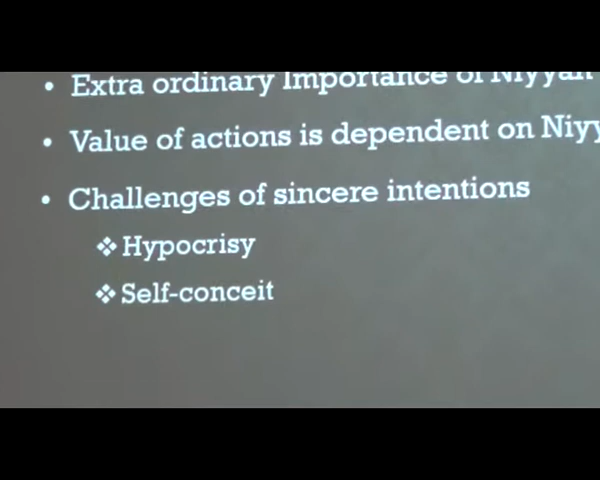 • Extra ordinary Importance of Niyyah
• Value of actions is dependent on Niyy
• Challenges of sincere intentions
❖ Hypocrisy
❖ Self-conceit